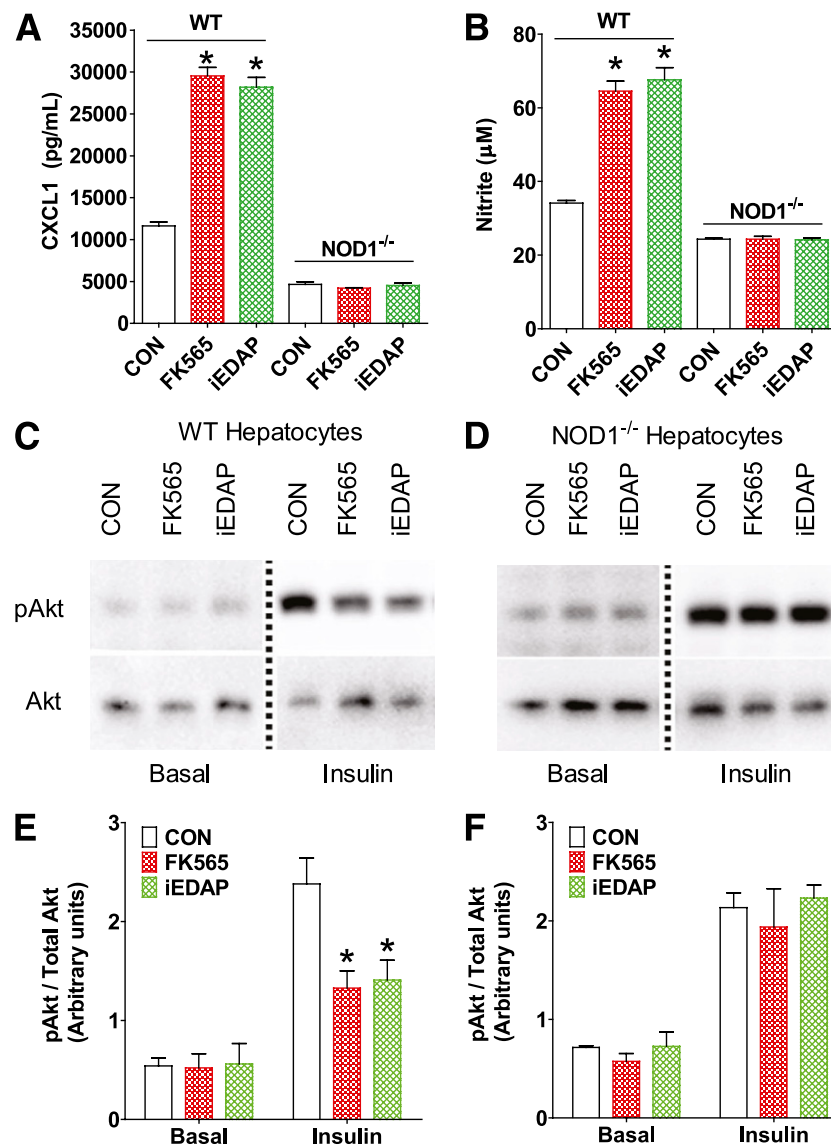 A
WT
CXCL1 (pg/mL)
35000
30000
25000
20000
15000
10000
5000
0
*
*
NOD1-/-
CON
FK565
iEDAP
CON
FK565
iEDAP
B
WT
Nitrite (μM)
80
60
40
20
0
*
*
NOD1-/-
CON
FK565
iEDAP
CON
FK565
iEDAP
C
WT Hepatocytes
CON
FK565
iEDAP
CON
FK565
iEDAP
pAkt
Akt
Basal
Insulin
D
NOD1-/- Hepatocytes
CON
FK565
iEDAP
CON
FK565
iEDAP
Basal
Insulin
E
pAkt / Total Akt
(Arbitrary units)
3
2
1
0
CON
FK565
iEDAP
*
*
Basal
Insulin
F
pAkt / Total Akt
(Arbitrary units)
3
2
1
0
CON
FK565
iEDAP
Basal
Insulin